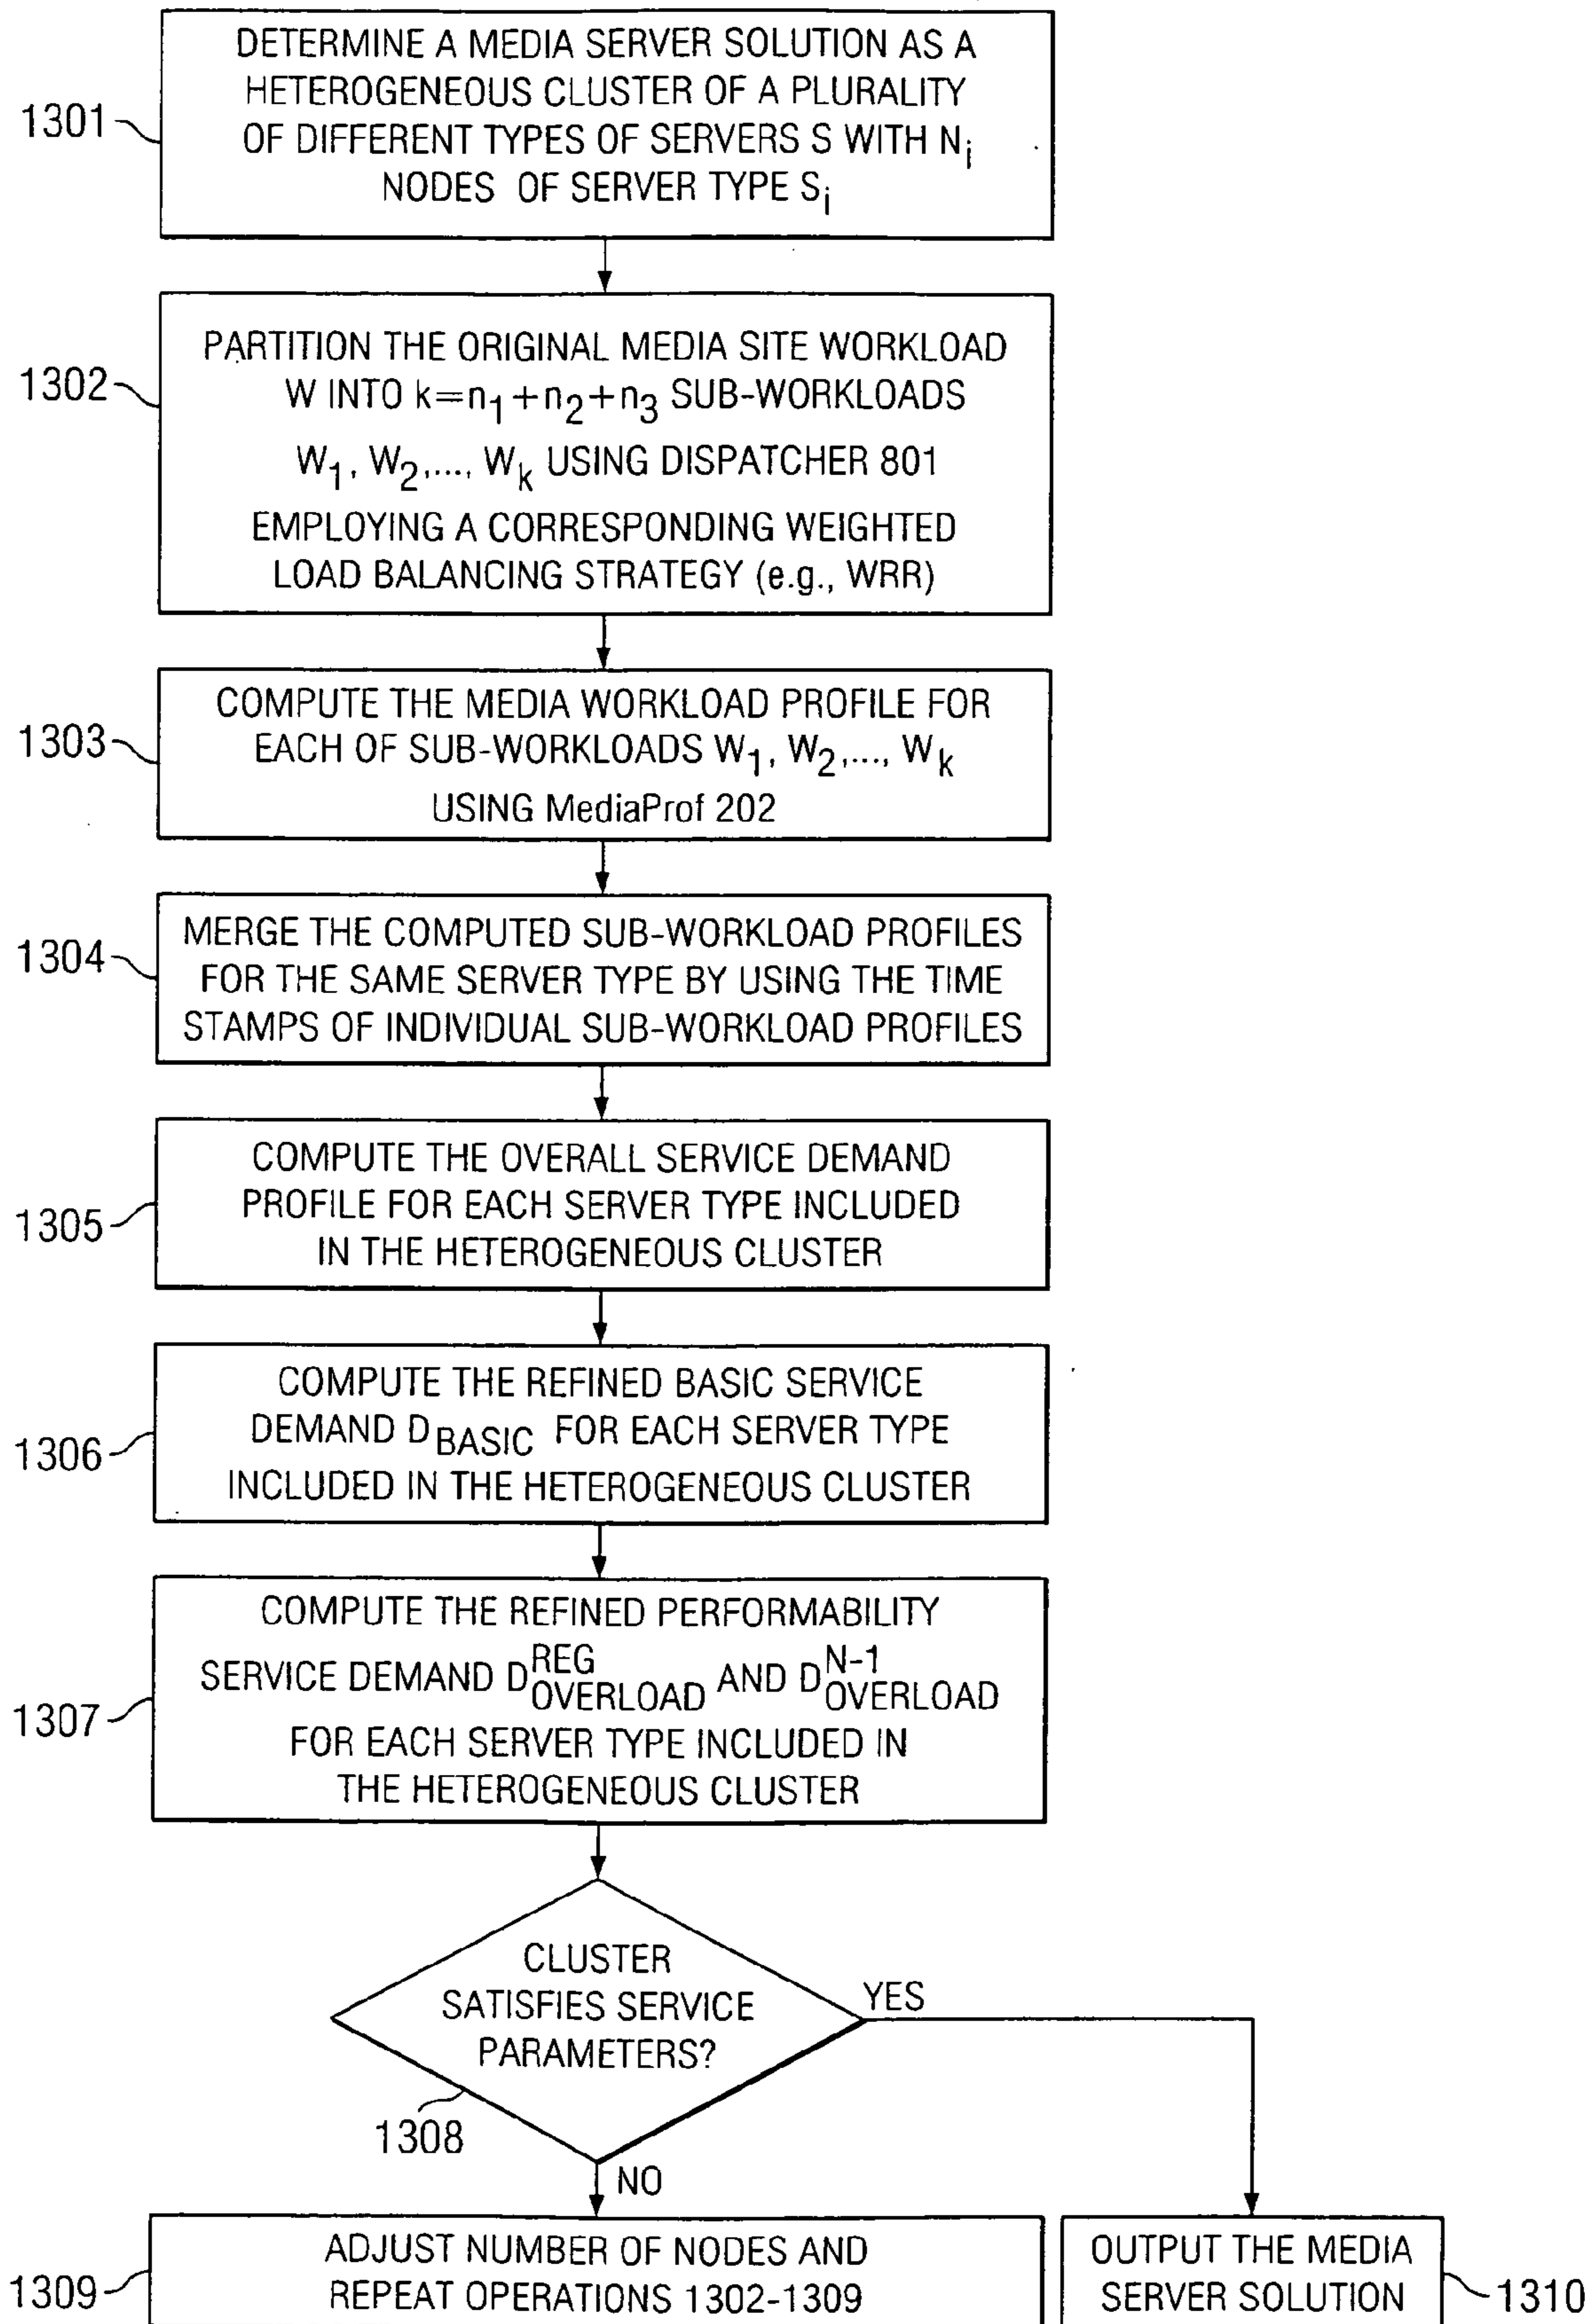 DETERMINE A MEDIA SERVER SOLUTION AS A
HETEROGENEOUS CLUSTER OF A PLURALITY
OF DIFFERENT TYPES OF SERVERS S WITH Ni
NODES OF SERVER TYPE Si
1301
PARTITION THE ORIGINAL MEDIA SITE WORKLOAD
W INTO k=n1+n2+n3 SUB-WORKLOADS
W1, W2,..., Wk USING DISPATCHER 801
EMPLOYING A CORRESPONDING WEIGHTED
LOAD BALANCING STRATEGY (e.g., WRR)
1302
COMPUTE THE MEDIA WORKLOAD PROFILE FOR
EACH OF SUB-WORKLOADS W1, W2,..., Wk
USING MediaProf 202
1303
MERGE THE COMPUTED SUB-WORKLOAD PROFILES
FOR THE SAME SERVER TYPE BY USING THE TIME
STAMPS OF INDIVIDUAL SUB-WORKLOAD PROFILES
1304
COMPUTE THE OVERALL SERVICE DEMAND
PROFILE FOR EACH SERVER TYPE INCLUDED
IN THE HETEROGENEOUS CLUSTER
1305
COMPUTE THE REFINED BASIC SERVICE
DEMAND DBASIC FOR EACH SERVER TYPE
INCLUDED IN THE HETEROGENEOUS CLUSTER
1306
COMPUTE THE REFINED PERFORMABILITY
SERVICE DEMAND D REG OVERLOAD AND D N-1 OVERLOAD
FOR EACH SERVER TYPE INCLUDED IN
THE HETEROGENEOUS CLUSTER
1307
CLUSTER
SATISFIES SERVICE
PARAMETERS?
YES
1308
NO
ADJUST NUMBER OF NODES AND
REPEAT OPERATIONS 1302-1309
1309
OUTPUT THE MEDIA
SERVER SOLUTION
1310